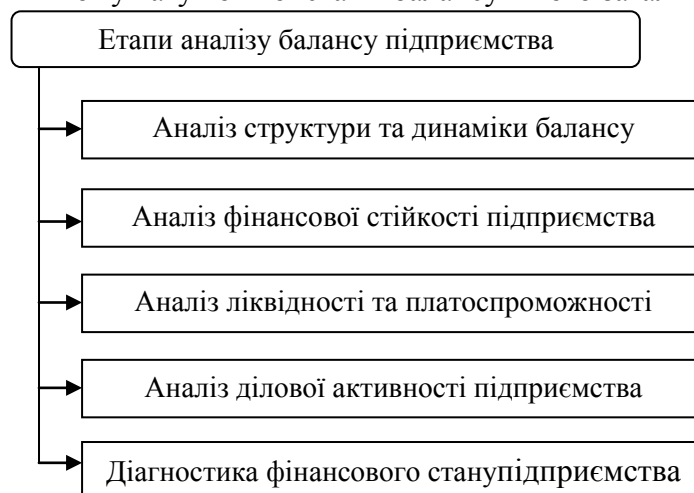 Етапи аналізу балансу підприємства
Аналіз структури та динаміки балансу
Аналіз фінансової стійкості підприємства
Аналіз ліквідності та платоспроможності
Аналіз ділової активності підприємства
Діагностика фінансового станупідприємства